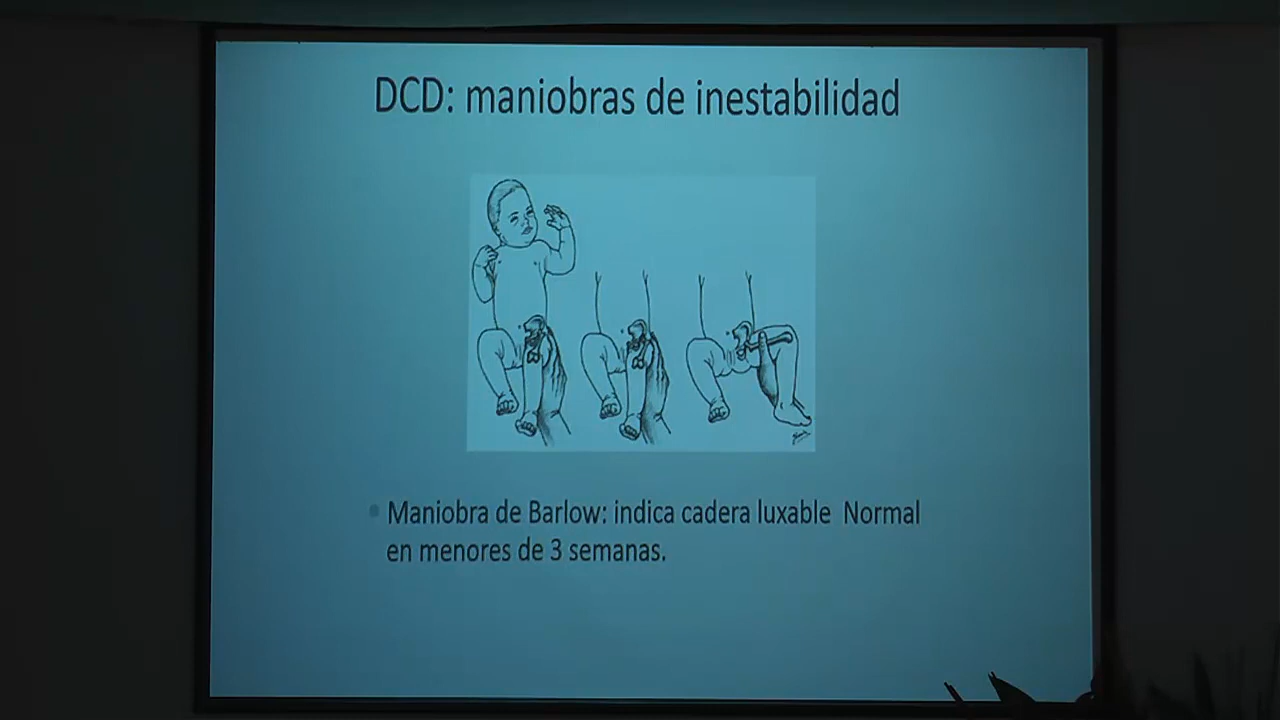 DCD: maniobras de inestabilidad
Maniobra de Barlow: indica cadera luxable Normal
en menores de 3 semanas.